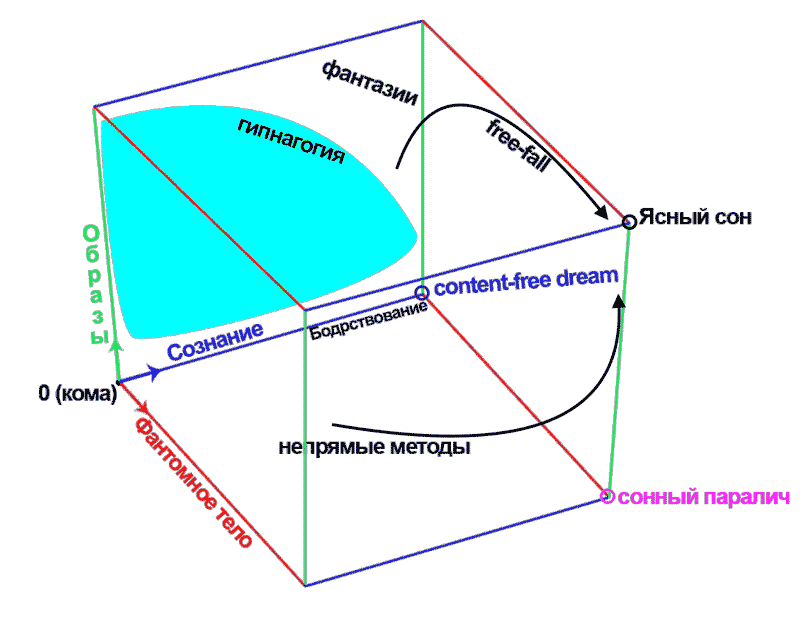 фантазии
гипнагогия
free-fall
Ясный сон
Образы
content-free dream
Бодрствование
Сознание
0 (кома)
Фантомное тело
непрямые методы
сонный паралич